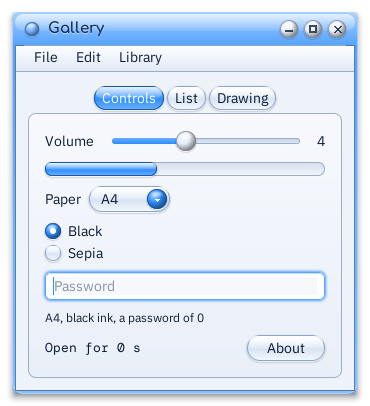 Gallery
File Edit Library
Controls List Drawing
Volume 4
Paper A4
Black
Sepia
Password
A4, black ink, a password of 0
Open for 0 s About